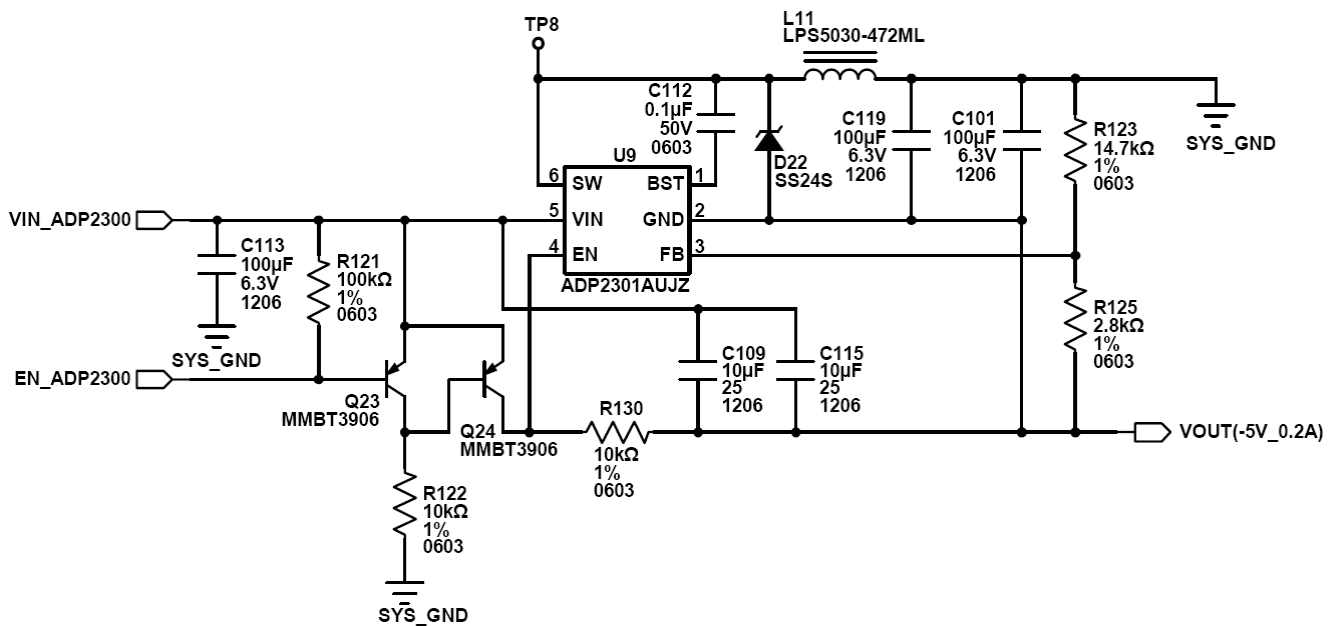 TP8
L11
LPS5030-472ML
C112
0.1µF
50V
0603
C119
100µF
6.3V
1206
C101
100µF
6.3V
1206
R123
14.7kΩ
1%
0603
SYS_GND
D22
SS24S
U9
6 SW BST 1
VIN_ADP2300
5 VIN GND 2
4 EN FB 3
ADP2301AUJZ
C113
100µF
6.3V
1206
SYS_GND
R121
100kΩ
1%
0603
R125
2.8kΩ
1%
0603
EN_ADP2300
Q23
MMBT3906
Q24
MMBT3906
C109
10µF
25
1206
C115
10µF
25
1206
R130
10kΩ
1%
0603
VOUT(-5V_0.2A)
R122
10kΩ
1%
0603
SYS_GND